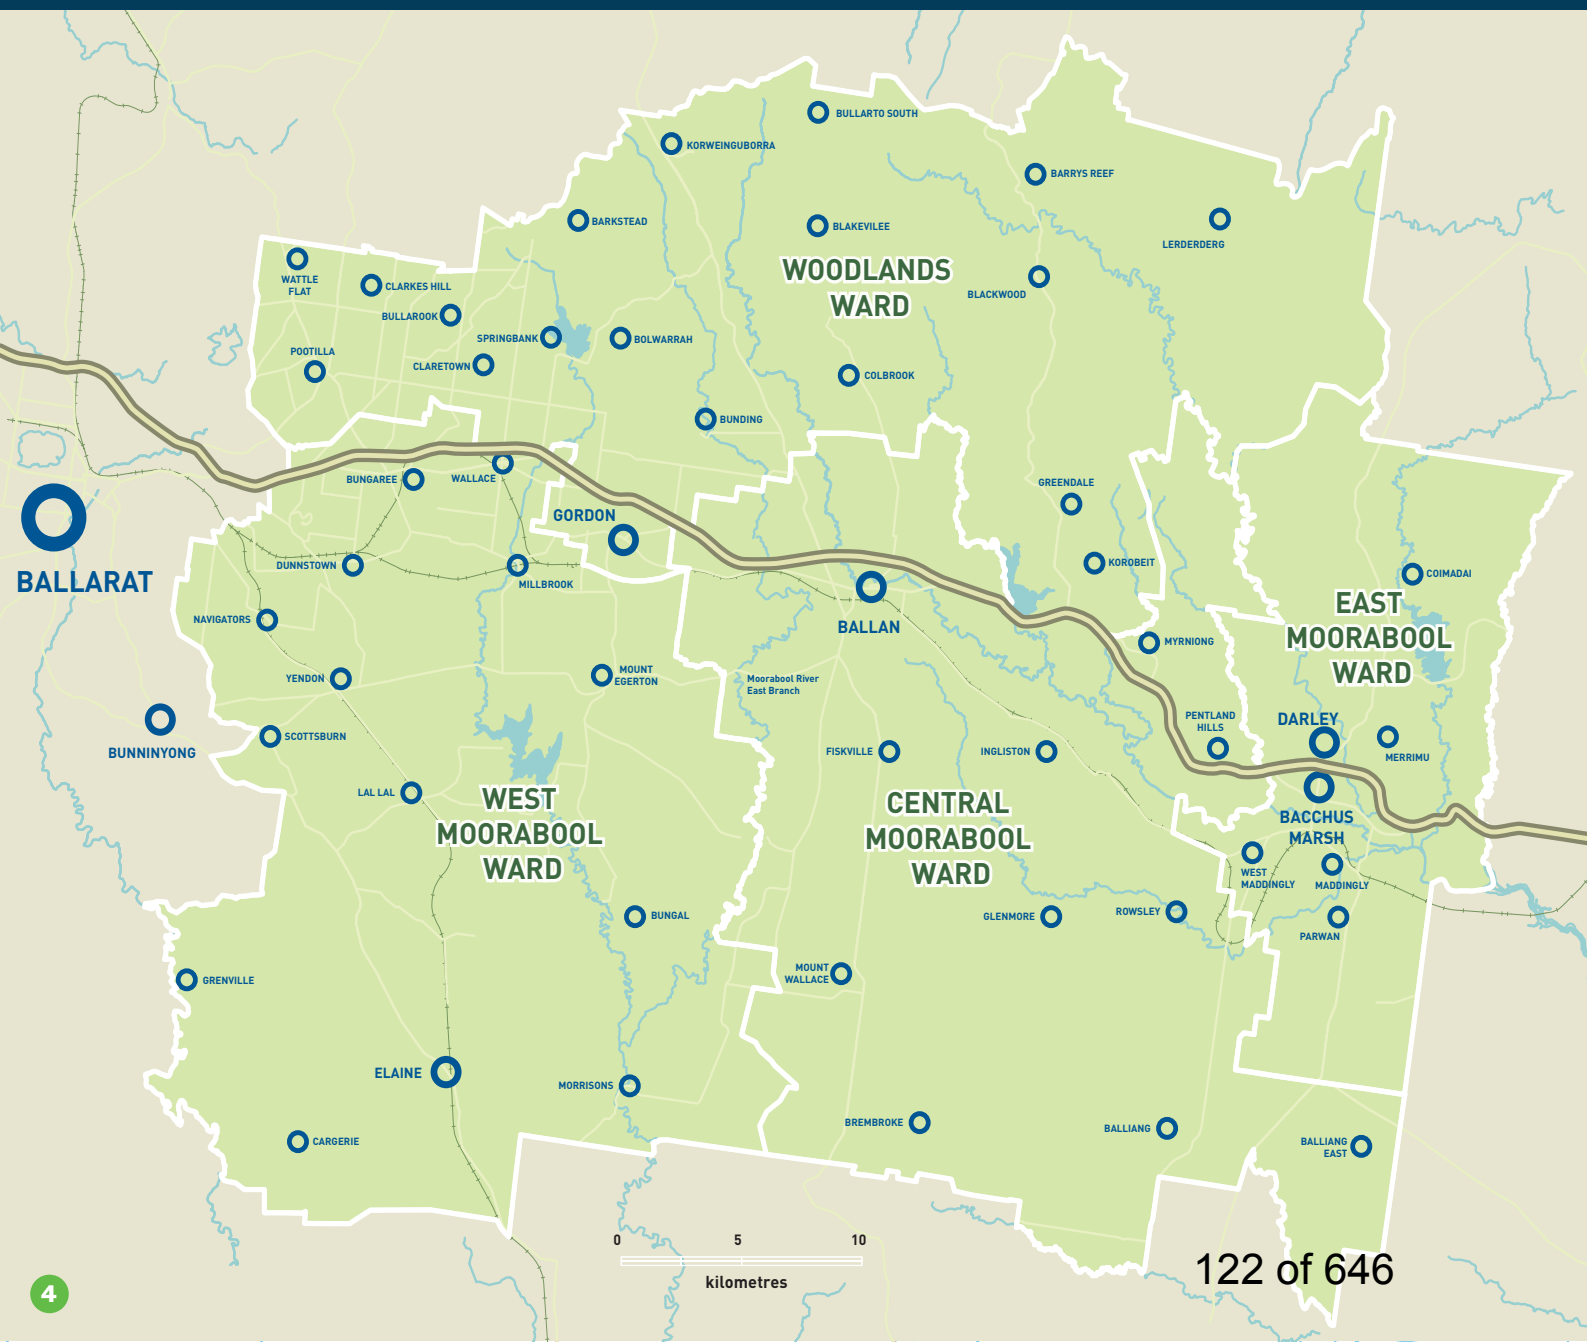 BULLARTO SOUTH
KORWEINGUBORRA
BARRYS REEF
BARKSTEAD
BLAKEVILEE
LERDERDERG
WOODLANDS
WARD
WATTLE
FLAT
CLARKES HILL
BLACKWOOD
BULLAROOK
SPRINGBANK
BOLWARRAH
POOTILLA
CLARETOWN
COLBROOK
BUNDING
BUNGAREE
WALLACE
GREENDALE
GORDON
BALLARAT
DUNNSTOWN
MILLBROOK
KOROBEIT
COIMADAI
EAST
MOORABOOL
WARD
NAVIGATORS
BALLAN
MYRNIONG
YENDON
MOUNT
EGERTON
Moorabool River
East Branch
BUNNINYONG
SCOTTSBURN
PENTLAND
HILLS
DARLEY
FISKVILLE
INGLISTON
MERRIMU
LAL LAL
WEST
MOORABOOL
WARD
CENTRAL
MOORABOOL
WARD
BACCHUS
MARSH
WEST
MADDINGLY
MADDINGLY
BUNGAL
GLENMORE
ROWSLEY
PARWAN
GRENVILLE
MOUNT
WALLACE
ELAINE
MORRISONS
BREMBROKE
BALLIANG
CARGERIE
BALLIANG
EAST
0 5 10
kilometres
122 of 646
4